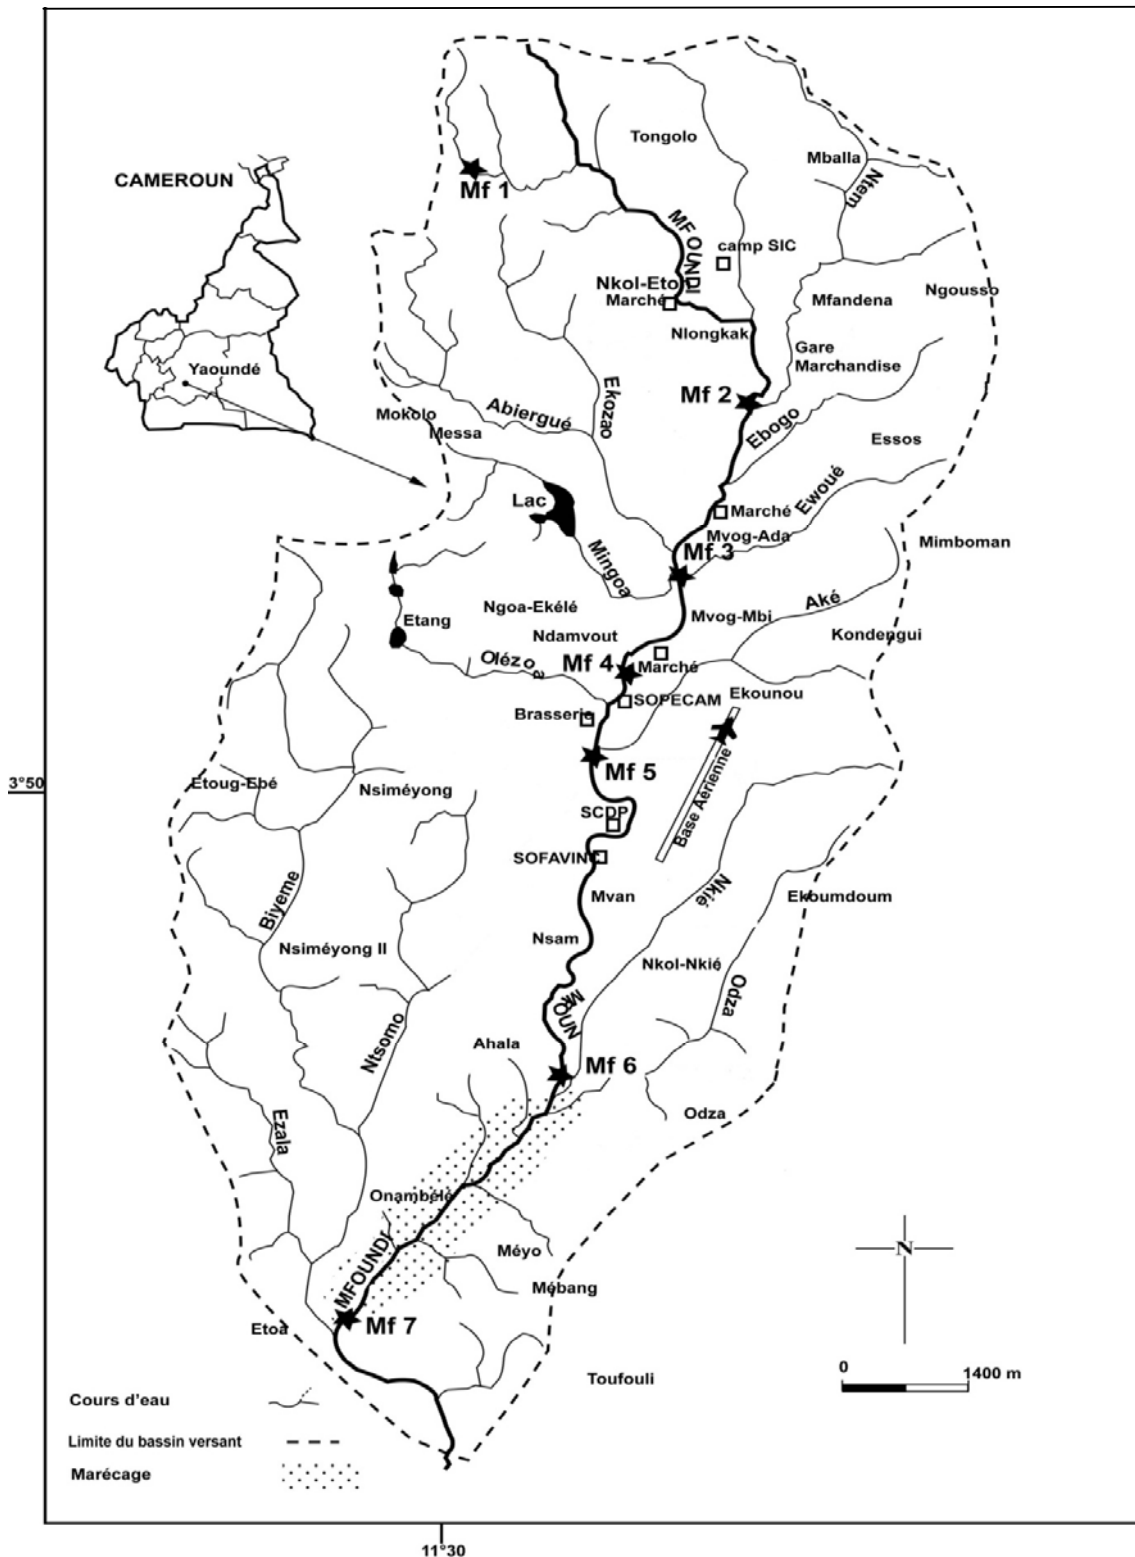 Tongolo
Mballa
CAMEROUN
Ntem
Mf 1
MFOUNDI
camp SIC
Nkol-Eton
Marché
Mfandena
Ngousso
Nlongkak
Gare
Marchandise
Yaoundé
Mf 2
Ekozao
Abiergué
Mokolo
Messa
Ebogo
Essos
Lac
Ewoué
Marché
Mvog-Ada
Mimboman
Mf 3
Mingoa
Ngoa-Ekélé
Aké
Etang
Mvog-Mbi
Ndamvout
Kondengui
Olézoa
Mf 4
Marché
Ekounou
SOPECAM
Brasserie
Mf 5
3°50
Etoug-Ebé
Nsiméyong
Base Aérienne
SCDP
SOFAVINC
Biyeme
Mvan
Nkié
Ekoumdoum
Nsiméyong II
Nsam
Nkol-Nkié
Odza
Ntsomo
Ahala
Mf 6
Ezala
Odza
Onambélé
MFOUNDI
Méyo
Mébang
Mf 7
Etoa
N
0
1400 m
Toufouli
Cours d'eau
Limite du bassin versant
Marécage
11°30